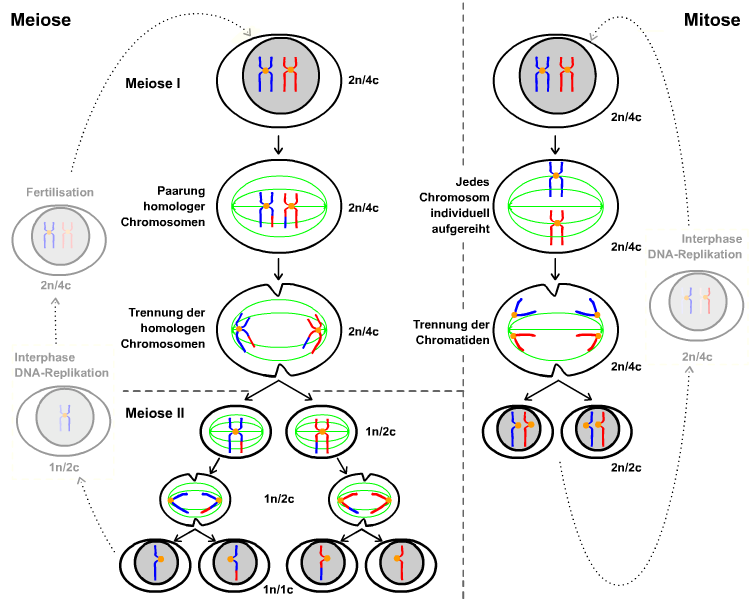 Meiose
Mitose
Meiose I
2n/4c
2n/4c
Paarung
homologer
Chromosomen
2n/4c
Jedes
Chromosom
individuell
aufgereiht
2n/4c
Fertilisation
2n/4c
Interphase
DNA-Replikation
2n/4c
Trennung der
homologen
Chromosomen
2n/4c
Trennung der
Chromatiden
2n/4c
Interphase
DNA-Replikation
1n/2c
Meiose II
1n/2c
2n/2c
1n/2c
1n/1c